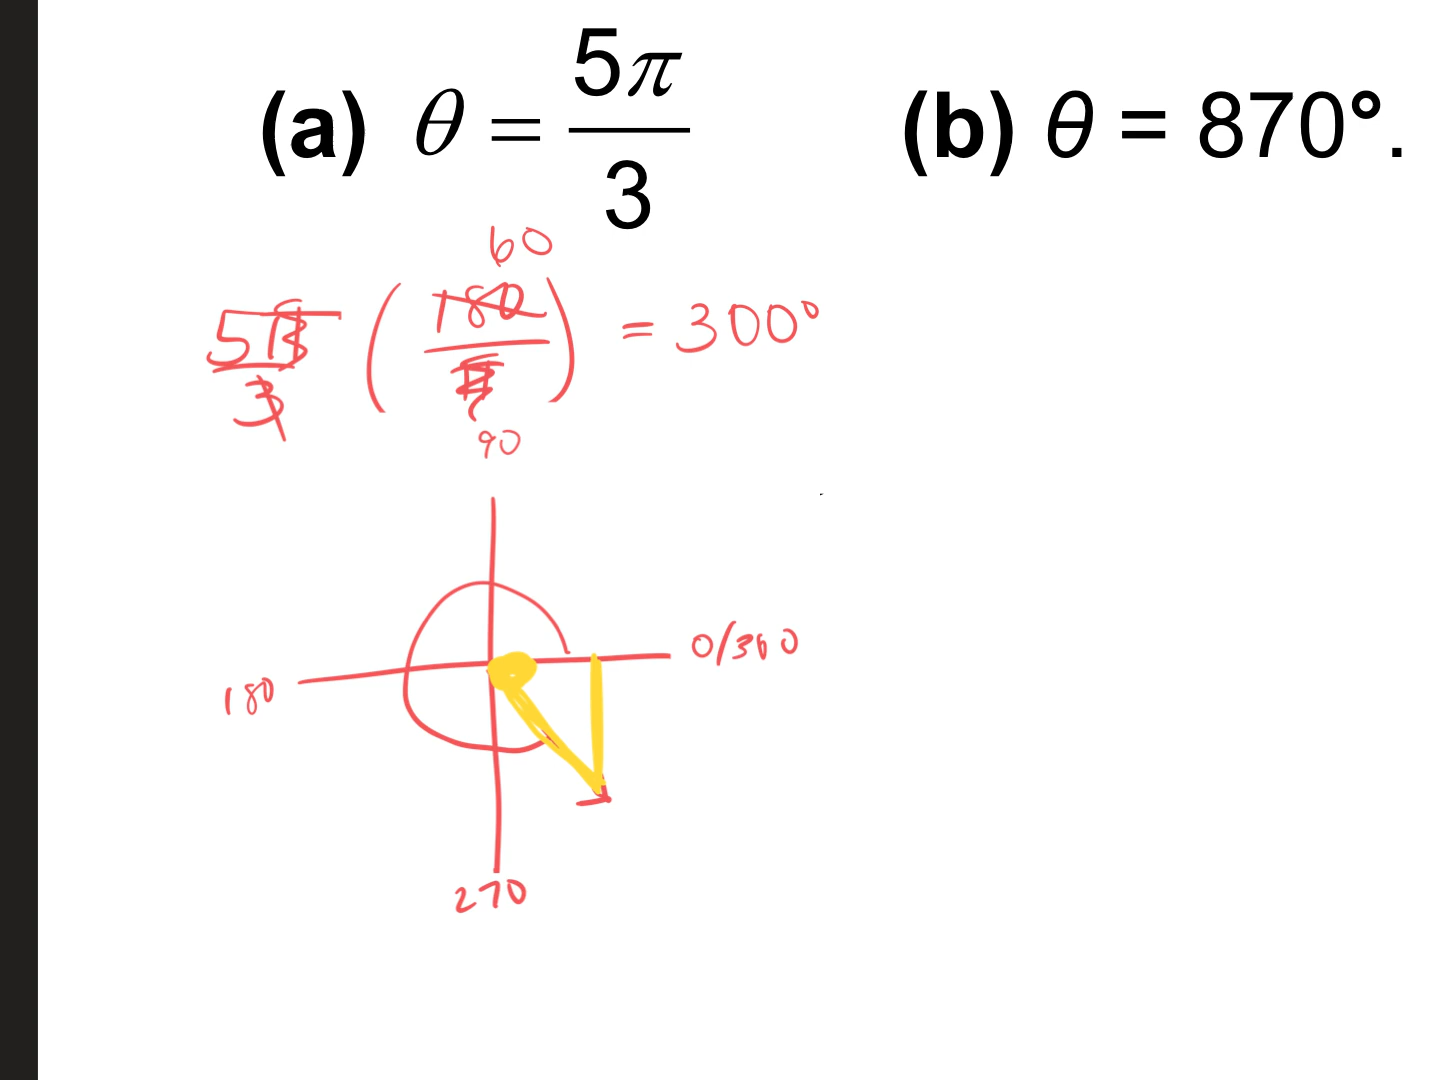 (a) θ = 5π/3
(b) θ = 870°.
5π/3 (180/π) = 300°
60
90
0/360
180
270